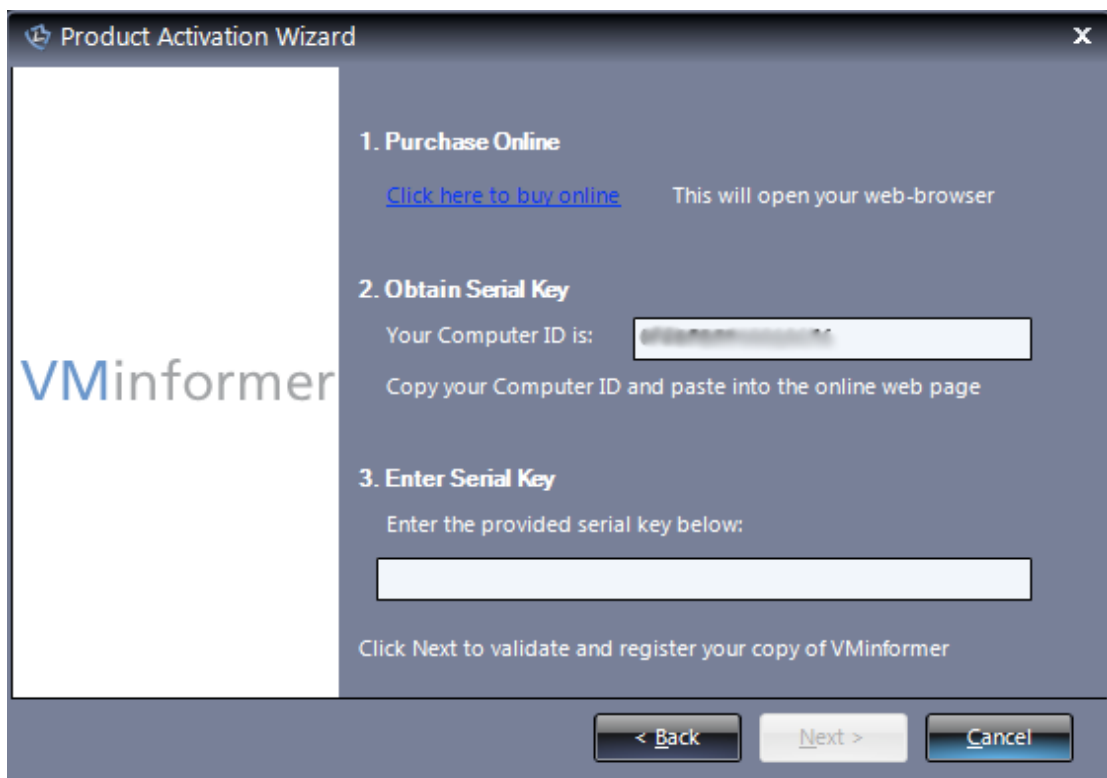 Product Activation Wizard
x
1. Purchase Online
Click here to buy online This will open your web-browser
2. Obtain Serial Key
Your Computer ID is:
Copy your Computer ID and paste into the online web page
VMinformer
3. Enter Serial Key
Enter the provided serial key below:
Click Next to validate and register your copy of VMinformer
< Back Next > Cancel